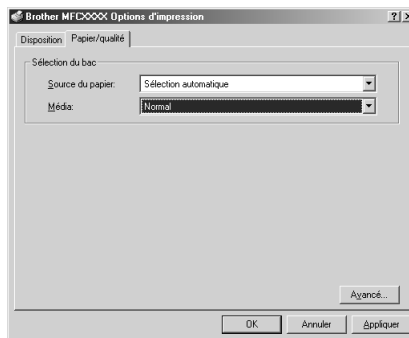 Brother MFCXXXX Options d'impression
Disposition Papier/qualité
Sélection du bac
Source du papier: Sélection automatique
Média: Normal
Avancé...
OK Annuler Appliquer